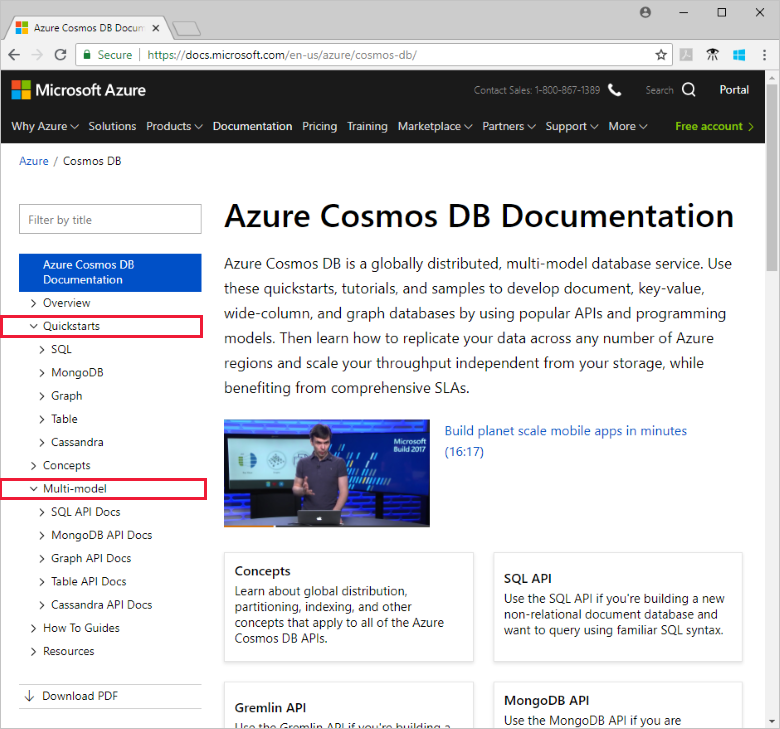 Azure Cosmos DB Docum
Secure
https://docs.microsoft.com/en-us/azure/cosmos-db/
Microsoft Azure
Contact Sales: 1-800-867-1389
Search
Portal
Why Azure
Solutions
Products
Documentation
Pricing
Training
Marketplace
Partners
Support
More
Free account
Azure / Cosmos DB
Filter by title
Azure Cosmos DB
Documentation
Overview
Quickstarts
SQL
MongoDB
Graph
Table
Cassandra
Concepts
Multi-model
SQL API Docs
MongoDB API Docs
Graph API Docs
Table API Docs
Cassandra API Docs
How To Guides
Resources
Download PDF
Azure Cosmos DB Documentation
Azure Cosmos DB is a globally distributed, multi-model database service. Use
these quickstarts, tutorials, and samples to develop document, key-value,
wide-column, and graph databases by using popular APIs and programming
models. Then learn how to replicate your data across any number of Azure
regions and scale your throughput independent from your storage, while
benefiting from comprehensive SLAs.
Microsoft
Build 2017
Build planet scale mobile apps in minutes
(16:17)
Concepts
Learn about global distribution,
partitioning, indexing, and other
concepts that apply to all of the Azure
Cosmos DB APIs.
SQL API
Use the SQL API if you're building a new
non-relational document database and
want to query using familiar SQL syntax.
Gremlin API
Use the Gremlin API if you're building a
MongoDB API
Use the MongoDB API if you are